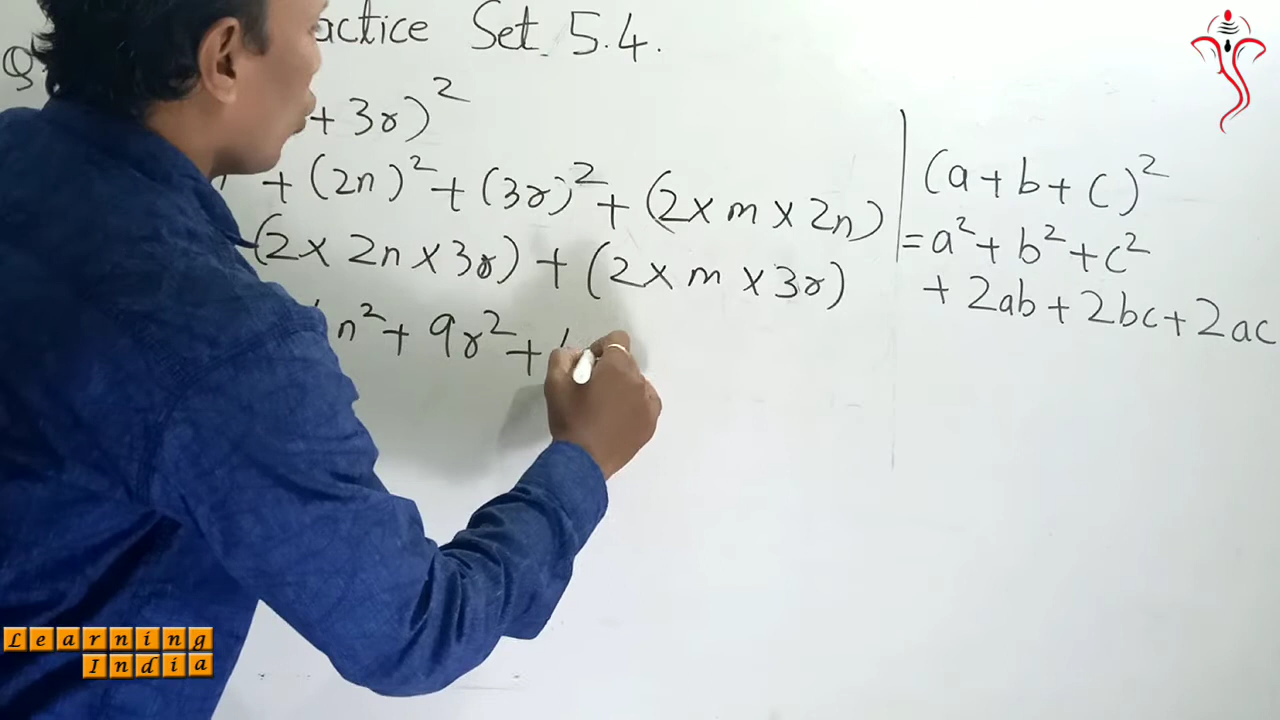 Set 5.4.
+ 3r)²
+ (2n)² + (3r)² + (2 × m × 2n)
(2 × 2n × 3r) + (2 × m × 3r)
n² + 9r² +
(a + b + c)²
= a² + b² + c²
+ 2ab + 2bc + 2ac
Learning
India